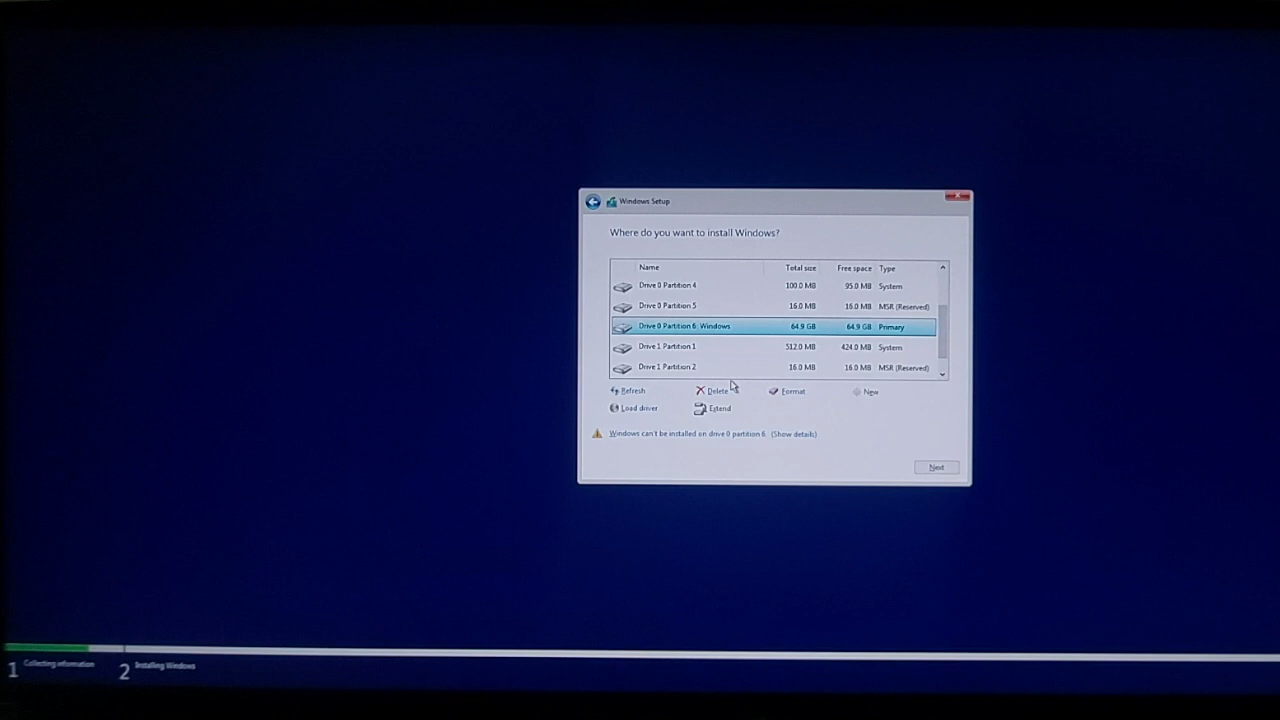 Windows Setup
Where do you want to install Windows?
Name Total size Free space Type
Drive 0 Partition 4 100.0 MB 95.0 MB System
Drive 0 Partition 5 16.0 MB 16.0 MB MSR (Reserved)
Drive 0 Partition 6: Windows 64.9 GB 64.9 GB Primary
Drive 1 Partition 1 512.0 MB 424.0 MB System
Drive 1 Partition 2 16.0 MB 16.0 MB MSR (Reserved)
Refresh Delete Format New
Load driver Extend
Windows can't be installed on drive 0 partition 6. (Show details)
Next
1 Collecting information 2 Installing Windows